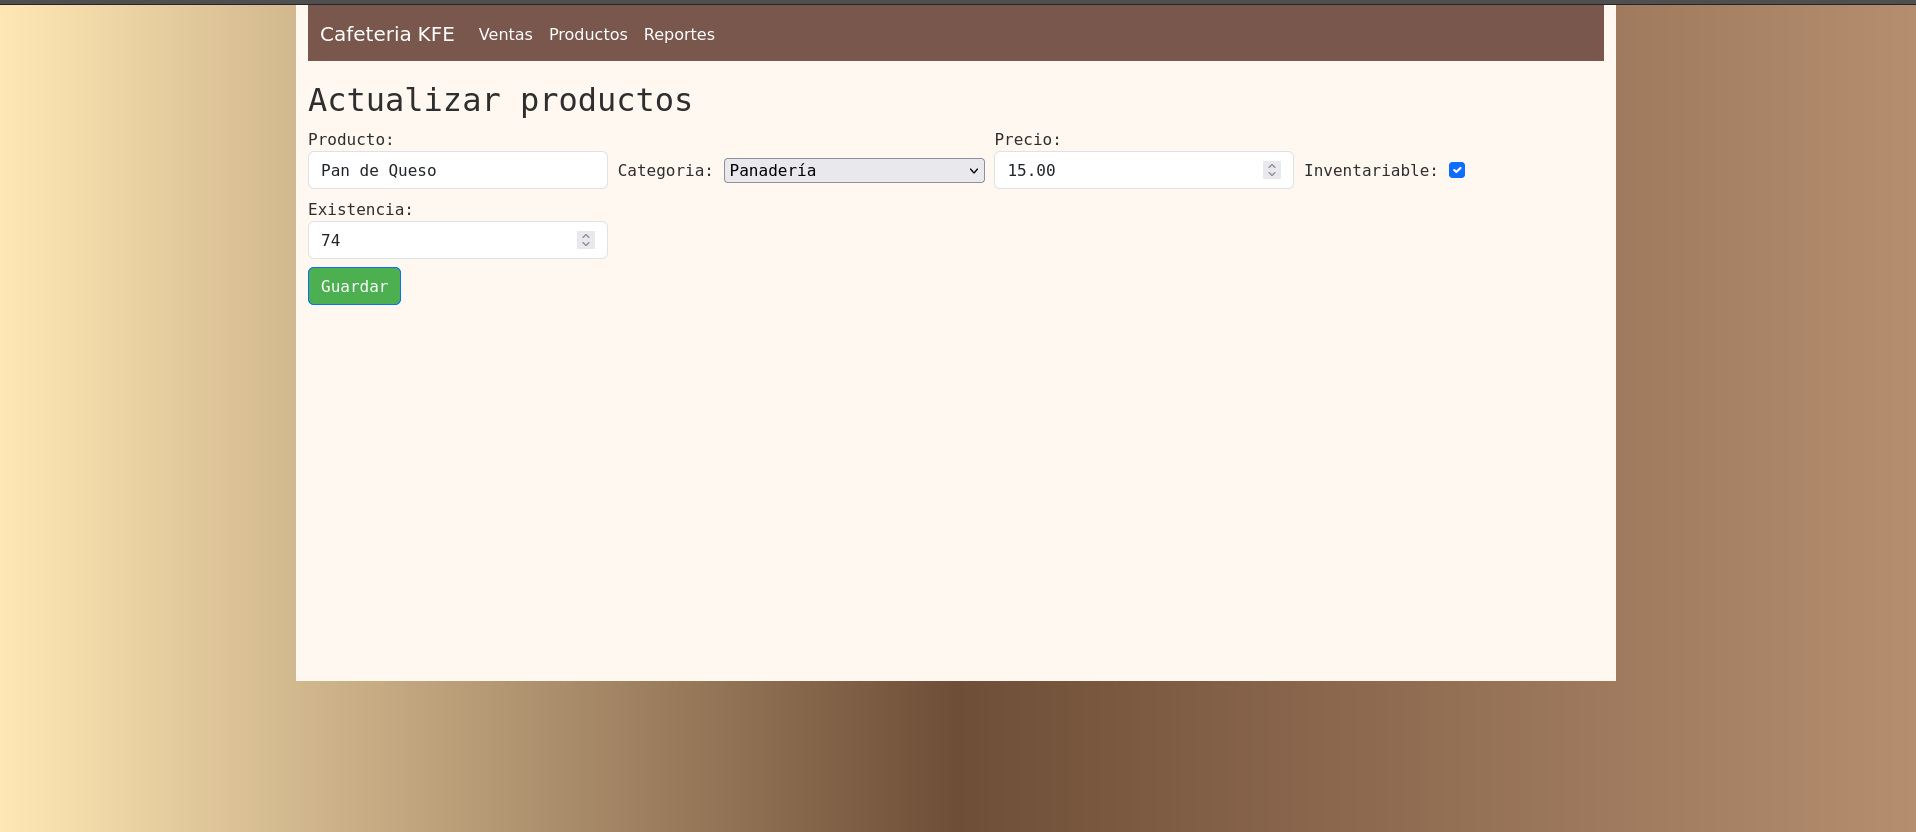 Cafeteria KFE Ventas Productos Reportes
Actualizar productos
Producto:
Pan de Queso
Categoria: Panadería
Precio:
15.00
Inventariable:
Existencia:
74
Guardar